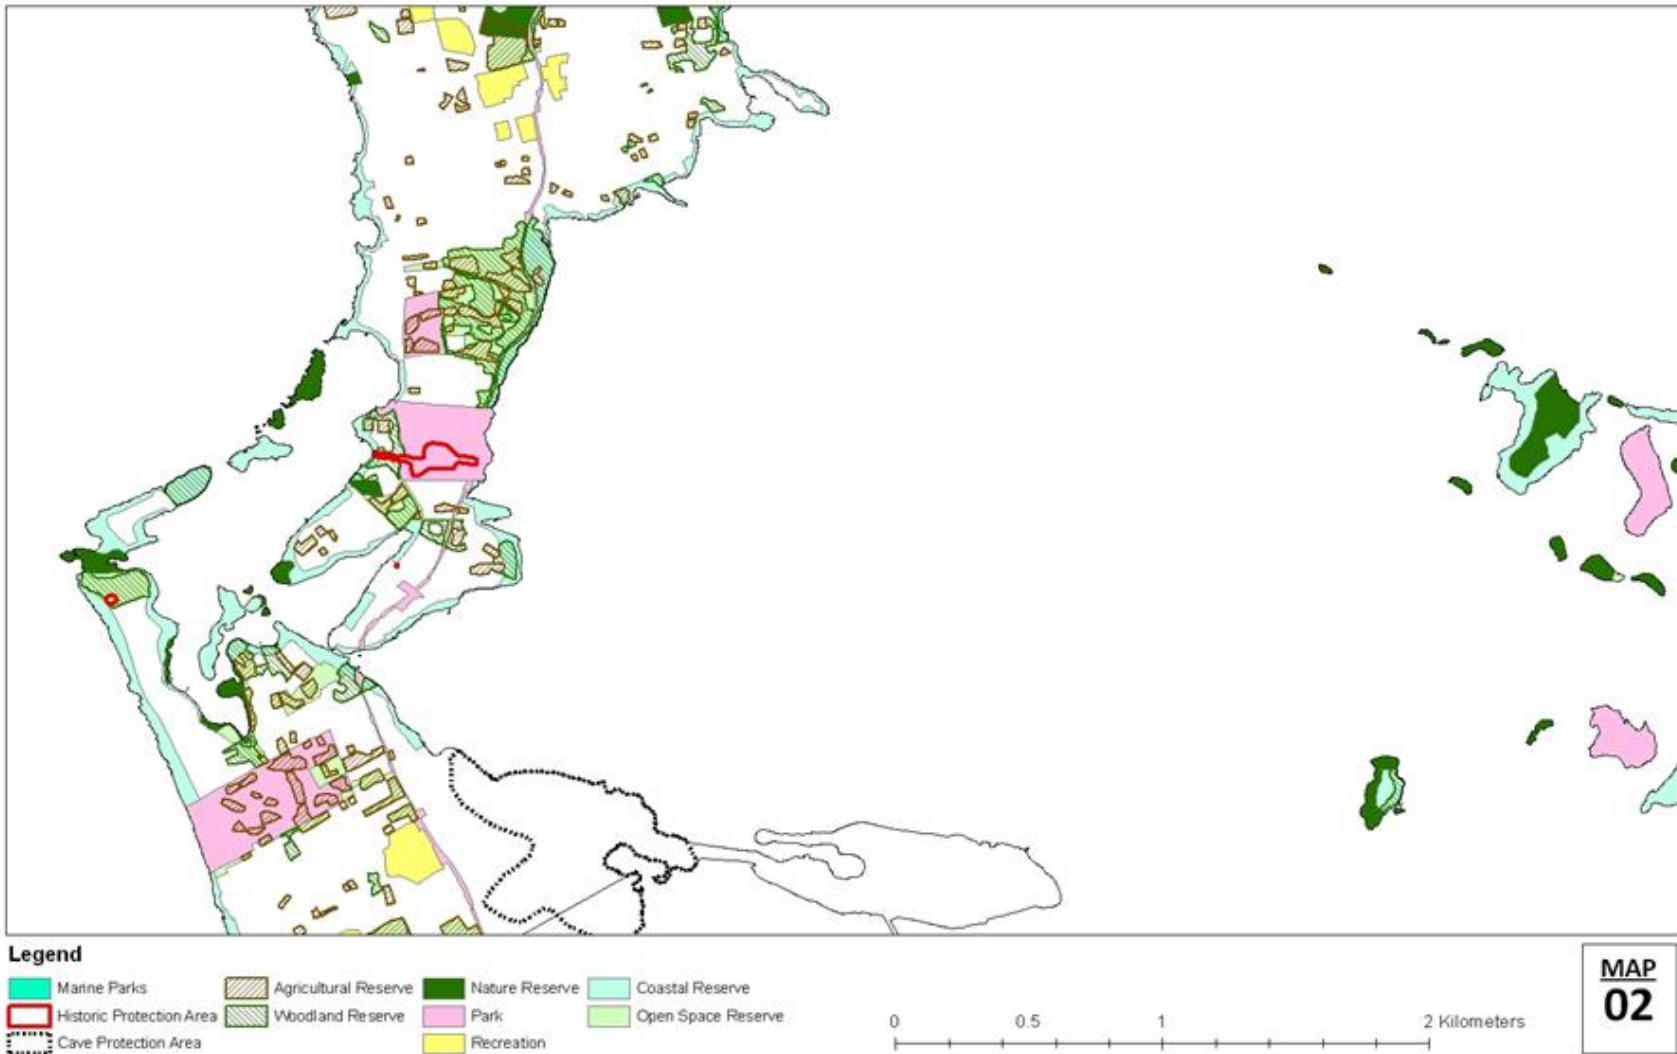 Legend
Marine Parks
Historic Protection Area
Cave Protection Area
Agricultural Reserve
Woodland Reserve
Nature Reserve
Park
Recreation
Coastal Reserve
Open Space Reserve
0 0.5 1 2 Kilometers
MAP
02